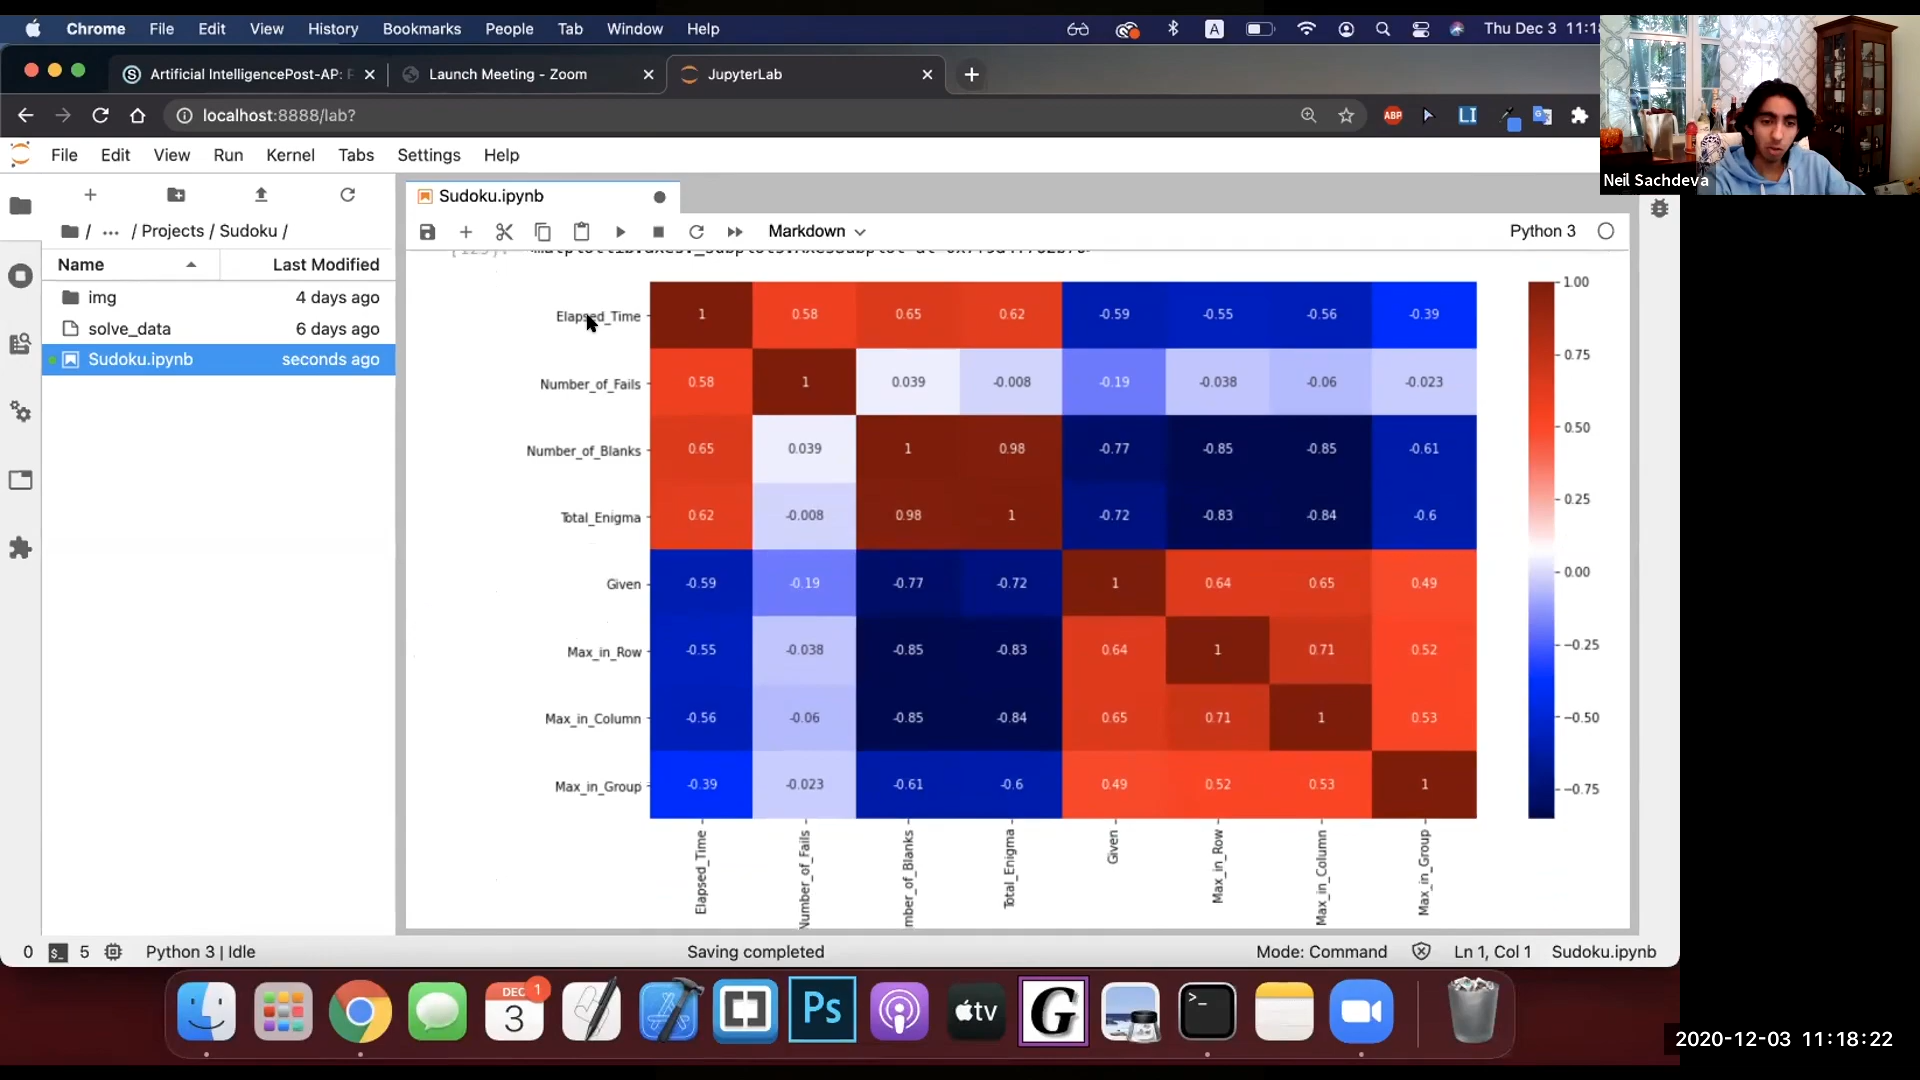 Chrome File Edit View History Bookmarks People Tab Window Help
A
Thu Dec 3 11:18
Artificial IntelligencePost-AP:
Launch Meeting - Zoom
JupyterLab
localhost:8888/lab?
ABP
LI
File Edit View Run Kernel Tabs Settings Help
Neil Sachdeva
Sudoku.ipynb
/ ... / Projects / Sudoku /
Markdown
Python 3
Name Last Modified
img 4 days ago
solve_data 6 days ago
Sudoku.ipynb seconds ago
Elapsed_Time 1 0.58 0.65 0.62 -0.59 -0.55 -0.56 -0.39
Number_of_Fails 0.58 1 0.039 -0.008 -0.19 -0.038 -0.06 -0.023
Number_of_Blanks 0.65 0.039 1 0.98 -0.77 -0.85 -0.85 -0.61
Total_Enigma 0.62 -0.008 0.98 1 -0.72 -0.83 -0.84 -0.6
Given -0.59 -0.19 -0.77 -0.72 1 0.64 0.65 0.49
Max_in_Row -0.55 -0.038 -0.85 -0.83 0.64 1 0.71 0.52
Max_in_Column -0.56 -0.06 -0.85 -0.84 0.65 0.71 1 0.53
Max_in_Group -0.39 -0.023 -0.61 -0.6 0.49 0.52 0.53 1
Elapsed_Time
Number_of_Fails
mber_of_Blanks
Total_Enigma
Given
Max_in_Row
Max_in_Column
Max_in_Group
1.00
0.75
0.50
0.25
0.00
-0.25
-0.50
-0.75
0 5 Python 3 | Idle
Saving completed
Mode: Command
Ln 1, Col 1 Sudoku.ipynb
DEC 1
3
Ps
tv
G
2020-12-03 11:18:22